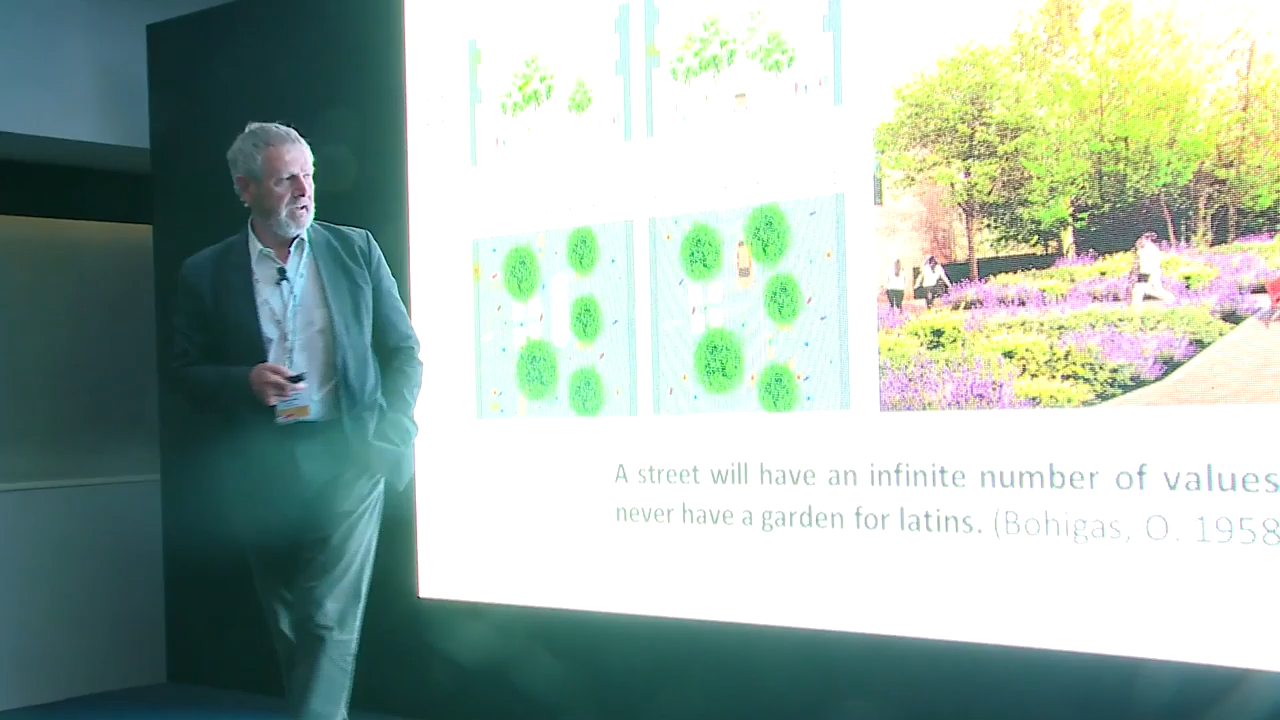 A street will have an infinite number of values
never have a garden for latins. (Bohigas, O. 1958